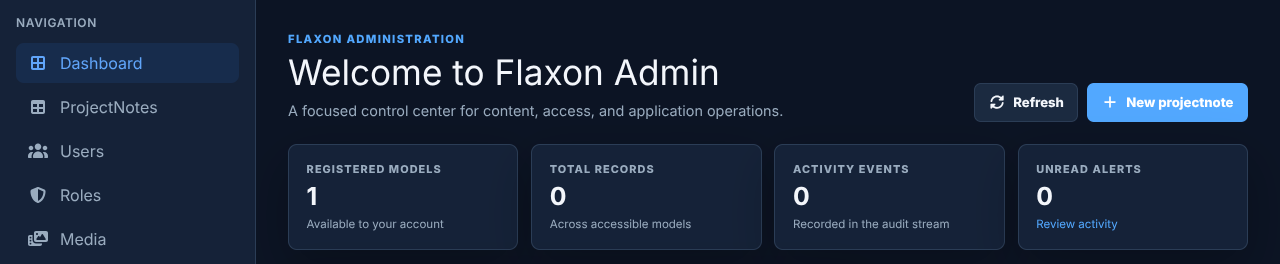 NAVIGATION
Dashboard
ProjectNotes
Users
Roles
Media
FLAXON ADMINISTRATION
Welcome to Flaxon Admin
A focused control center for content, access, and application operations.
Refresh
New projectnote
REGISTERED MODELS
1
Available to your account
TOTAL RECORDS
0
Across accessible models
ACTIVITY EVENTS
0
Recorded in the audit stream
UNREAD ALERTS
0
Review activity